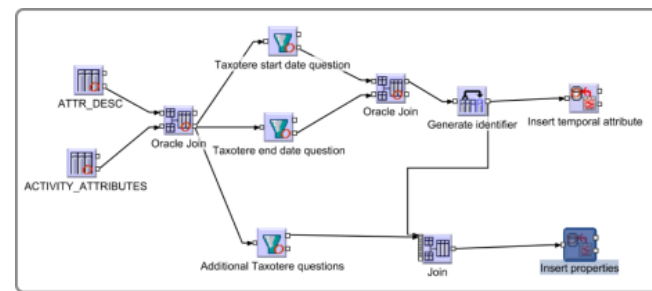 Taxotere start date question
ATTR_DESC
Oracle Join
Oracle Join
Generate identifier
Insert temporal attribute
Taxotere end date question
ACTIVITY_ATTRIBUTES
Additional Taxotere questions
Join
Insert properties